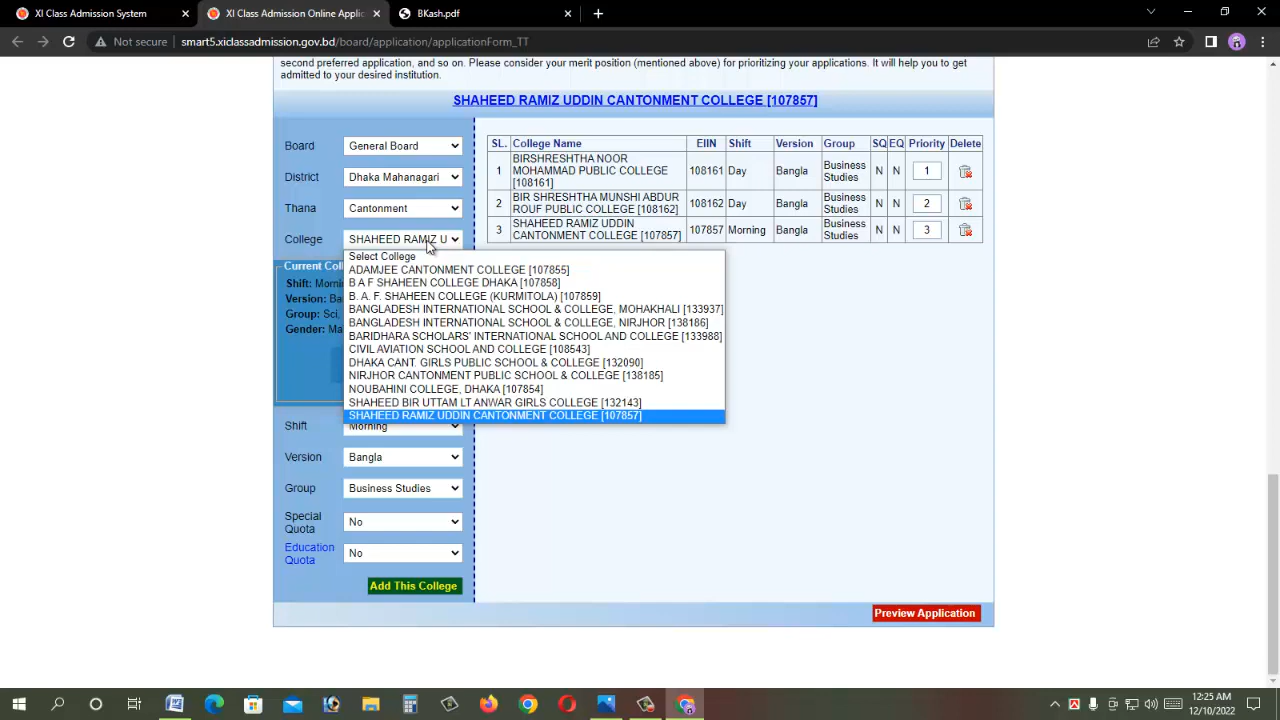 XI Class Admission System
XI Class Admission Online Applic
BKash.pdf
Not secure
smart5.xiclassadmission.gov.bd/board/application/applicationForm_TT
second preferred application, and so on. Please consider your merit position (mentioned above) for prioritizing your applications. It will help you to get
admitted to your desired institution.
SHAHEED RAMIZ UDDIN CANTONMENT COLLEGE [107857]
Board General Board
District Dhaka Mahanagari
Thana Cantonment
College SHAHEED RAMIZ U
Select College
ADAMJEE CANTONMENT COLLEGE [107855]
B A F SHAHEEN COLLEGE DHAKA [107858]
B. A. F. SHAHEEN COLLEGE (KURMITOLA) [107859]
BANGLADESH INTERNATIONAL SCHOOL & COLLEGE, MOHAKHALI [133937]
BANGLADESH INTERNATIONAL SCHOOL & COLLEGE, NIRJHOR [138186]
BARIDHARA SCHOLARS' INTERNATIONAL SCHOOL AND COLLEGE [133988]
CIVIL AVIATION SCHOOL AND COLLEGE [108543]
DHAKA CANT. GIRLS PUBLIC SCHOOL & COLLEGE [132090]
NIRJHOR CANTONMENT PUBLIC SCHOOL & COLLEGE [138185]
NOUBAHINI COLLEGE, DHAKA [107854]
SHAHEED BIR UTTAM LT ANWAR GIRLS COLLEGE [132143]
SHAHEED RAMIZ UDDIN CANTONMENT COLLEGE [107857]
Current Coll
Shift: Morni
Version: Ba
Group: Sci,
Gender: Ma
Shift Morning
Version Bangla
Group Business Studies
Special
Quota No
Education
Quota No
Add This College
SL. College Name EIIN Shift Version Group SQ EQ Priority Delete
1 BIRSHRESHTHA NOOR
MOHAMMAD PUBLIC COLLEGE
[108161] 108161 Day Bangla Business
Studies N N 1
2 BIR SHRESHTHA MUNSHI ABDUR
ROUF PUBLIC COLLEGE [108162] 108162 Day Bangla Business
Studies N N 2
3 SHAHEED RAMIZ UDDIN
CANTONMENT COLLEGE [107857] 107857 Morning Bangla Business
Studies N N 3
Preview Application
12:25 AM
12/10/2022